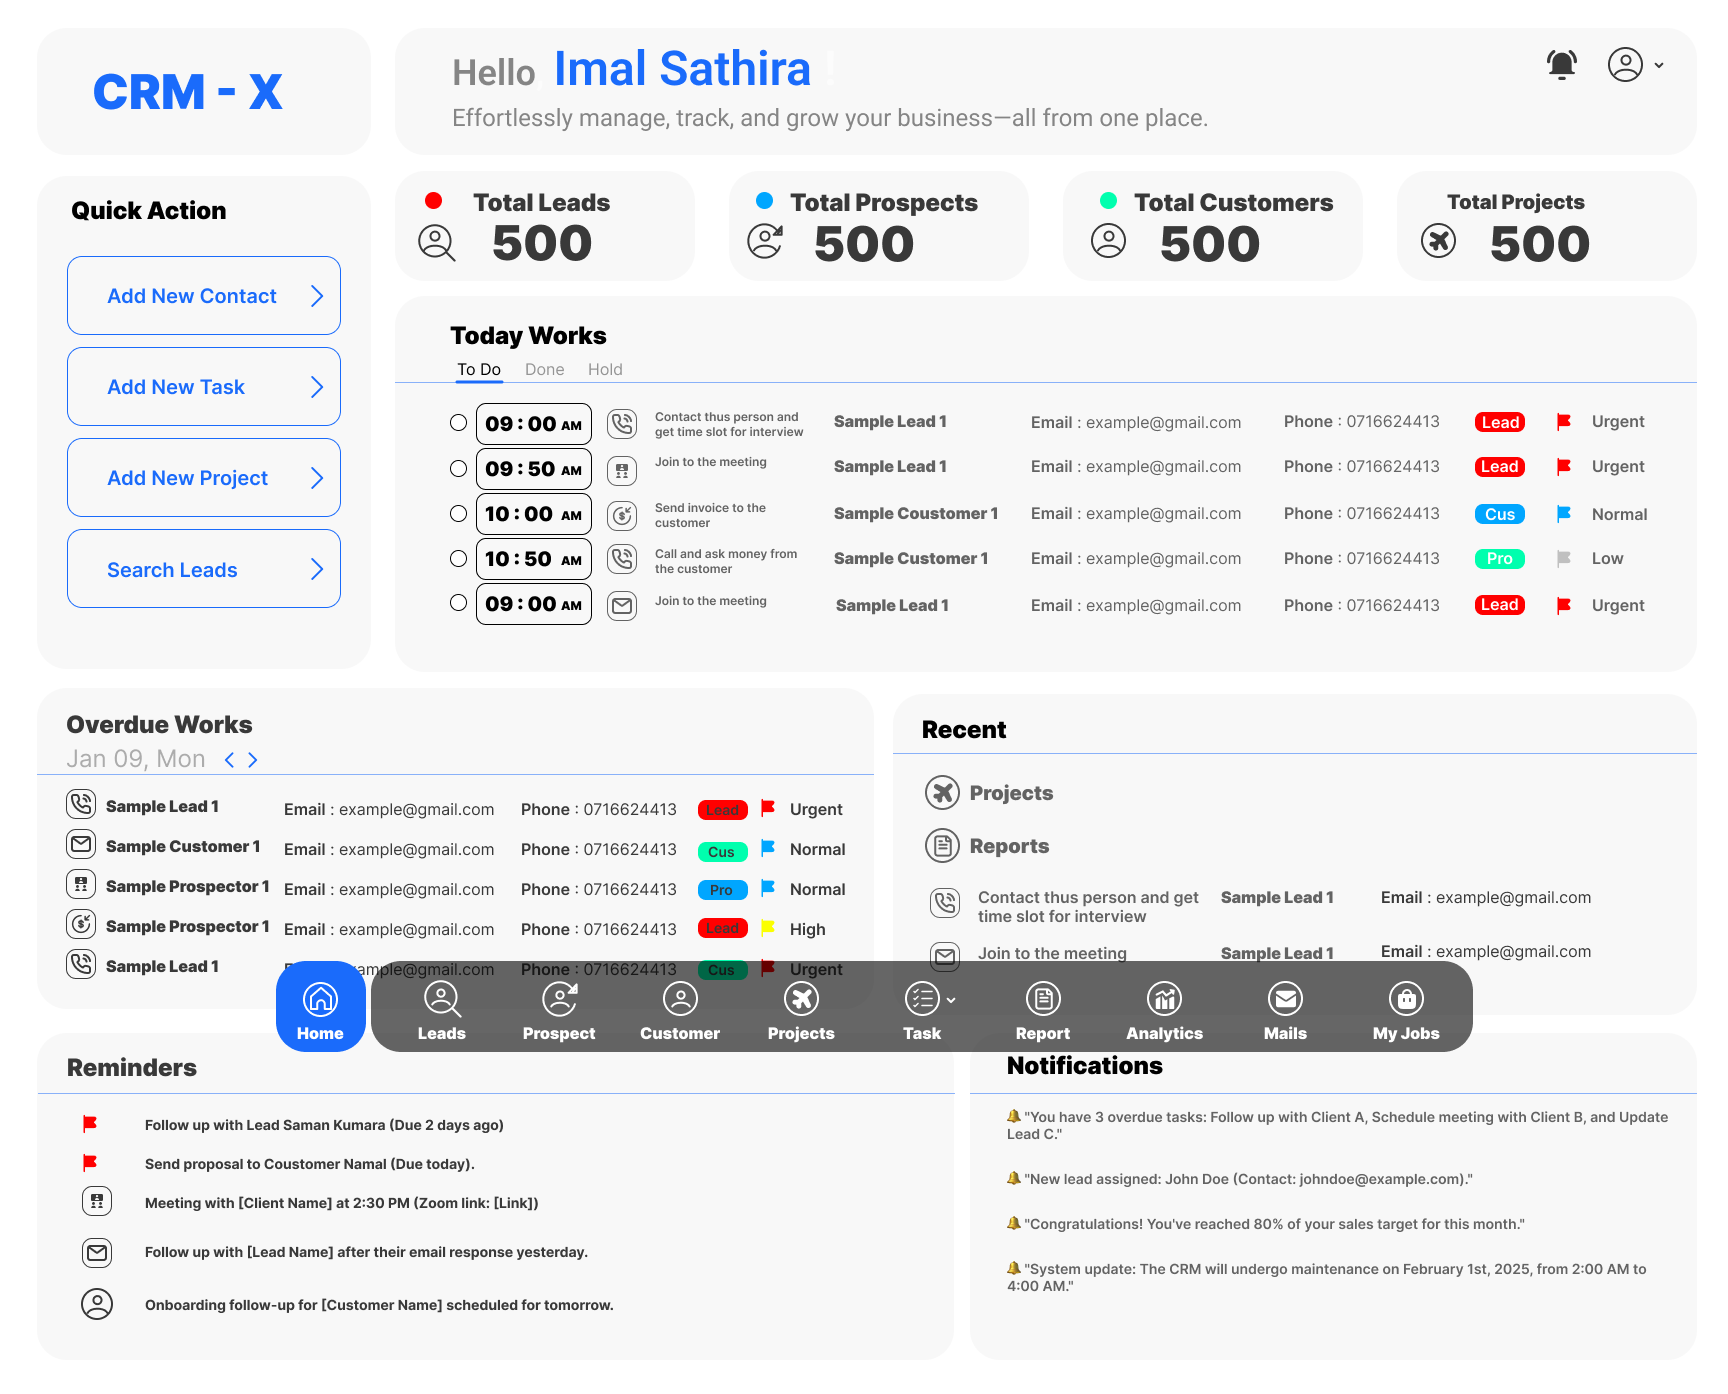 CRM - X
Hello Imal Sathira !
Effortlessly manage, track, and grow your business—all from one place.
Quick Action
Add New Contact
Add New Task
Add New Project
Search Leads
Total Leads
500
Total Prospects
500
Total Customers
500
Total Projects
500
Today Works
To Do Done Hold
09 : 00 AM Contact thus person and Sample Lead 1 Email : example@gmail.com Phone : 0716624413 Lead Urgent
get time slot for interview
09 : 50 AM Join to the meeting Sample Lead 1 Email : example@gmail.com Phone : 0716624413 Lead Urgent
10 : 00 AM Send invoice to the Sample Coustomer 1 Email : example@gmail.com Phone : 0716624413 Cus Normal
customer
10 : 50 AM Call and ask money from Sample Customer 1 Email : example@gmail.com Phone : 0716624413 Pro Low
the customer
09 : 00 AM Join to the meeting Sample Lead 1 Email : example@gmail.com Phone : 0716624413 Lead Urgent
Overdue Works
Jan 09, Mon < >
Sample Lead 1 Email : example@gmail.com Phone : 0716624413 Lead Urgent
Sample Customer 1 Email : example@gmail.com Phone : 0716624413 Cus Normal
Sample Prospector 1 Email : example@gmail.com Phone : 0716624413 Pro Normal
Sample Prospector 1 Email : example@gmail.com Phone : 0716624413 Lead High
Sample Lead 1 ample@gmail.com Phone : 0716624413 Cus Urgent
Recent
Projects
Reports
Contact thus person and get Sample Lead 1 Email : example@gmail.com
time slot for interview
Join to the meeting Sample Lead 1 Email : example@gmail.com
Home Leads Prospect Customer Projects Task Report Analytics Mails My Jobs
Reminders
Follow up with Lead Saman Kumara (Due 2 days ago)
Send proposal to Coustomer Namal (Due today).
Meeting with [Client Name] at 2:30 PM (Zoom link: [Link])
Follow up with [Lead Name] after their email response yesterday.
Onboarding follow-up for [Customer Name] scheduled for tomorrow.
Notifications
🔔 "You have 3 overdue tasks: Follow up with Client A, Schedule meeting with Client B, and Update
Lead C."
🔔 "New lead assigned: John Doe (Contact: johndoe@example.com)."
🔔 "Congratulations! You've reached 80% of your sales target for this month."
🔔 "System update: The CRM will undergo maintenance on February 1st, 2025, from 2:00 AM to
4:00 AM."